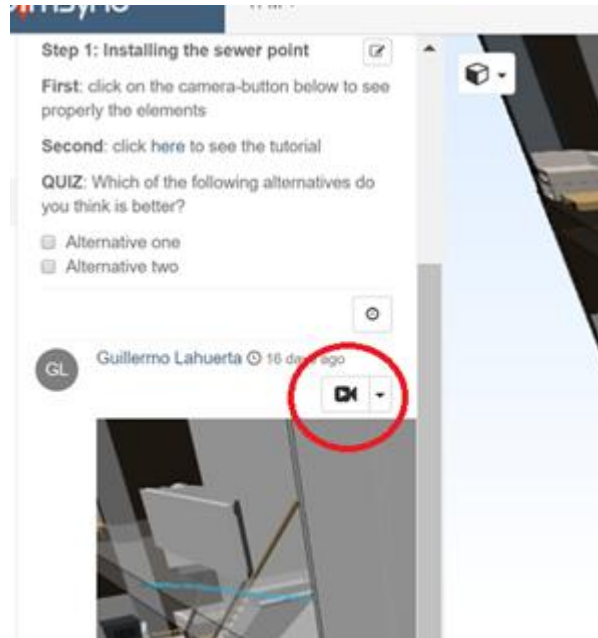 Step 1: Installing the sewer point
First: click on the camera-button below to see
properly the elements
Second: click here to see the tutorial
QUIZ: Which of the following alternatives do
you think is better?
Alternative one
Alternative two
Guillermo Lahuerta 16 days ago
GL